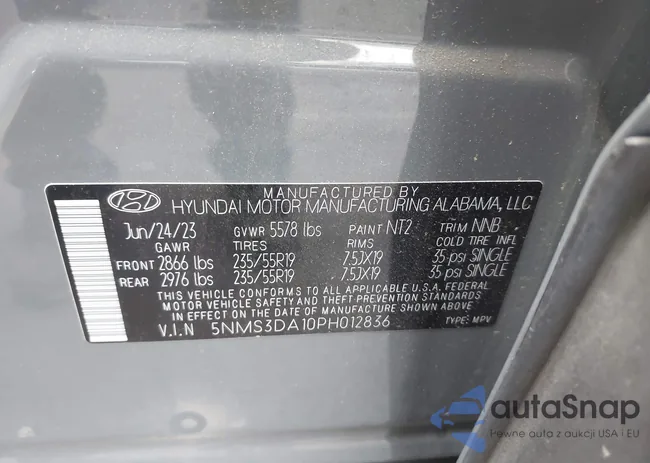 MANUFACTURED BY
HYUNDAI MOTOR MANUFACTURING ALABAMA, LLC
Jun/24/23 GVWR 5578 lbs PAINT NT2 TRIM NNB
GAWR TIRES RIMS COLD TIRE INFL
FRONT 2866 lbs 235/55R19 7.5JX19 35 psi SINGLE
REAR 2976 lbs 235/55R19 7.5JX19 35 psi SINGLE
THIS VEHICLE CONFORMS TO ALL APPLICABLE U.S.A. FEDERAL
MOTOR VEHICLE SAFETY, BUMPER, AND THEFT PREVENTION STANDARDS
IN EFFECT ON THE DATE OF MANUFACTURE SHOWN ABOVE.
V.I.N 5NMS3DA10PH012836 TYPE: MPV
autoSnap
Pewne auta z aukcji USA i EU